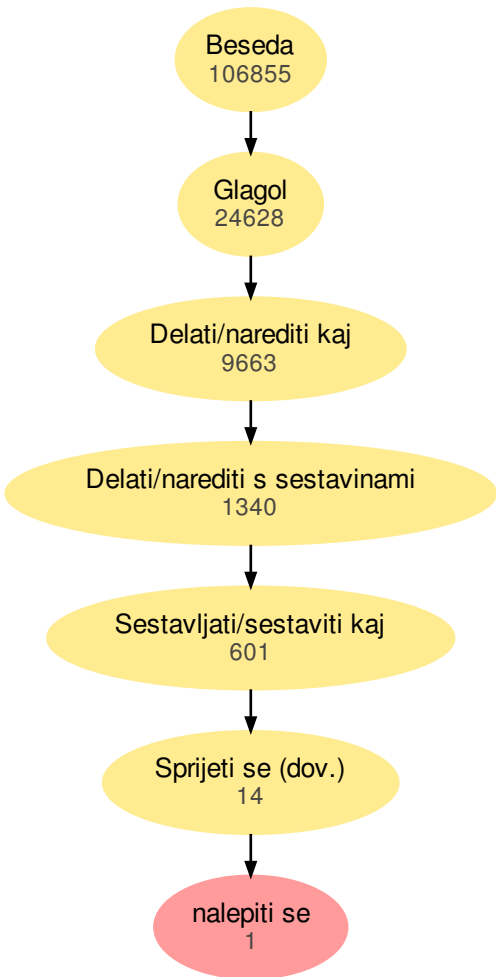 Beseda
106855
Glagol
24628
Delati/narediti kaj
9663
Delati/narediti s sestavinami
1340
Sestavljati/sestaviti kaj
601
Sprijeti se (dov.)
14
nalepiti se
1